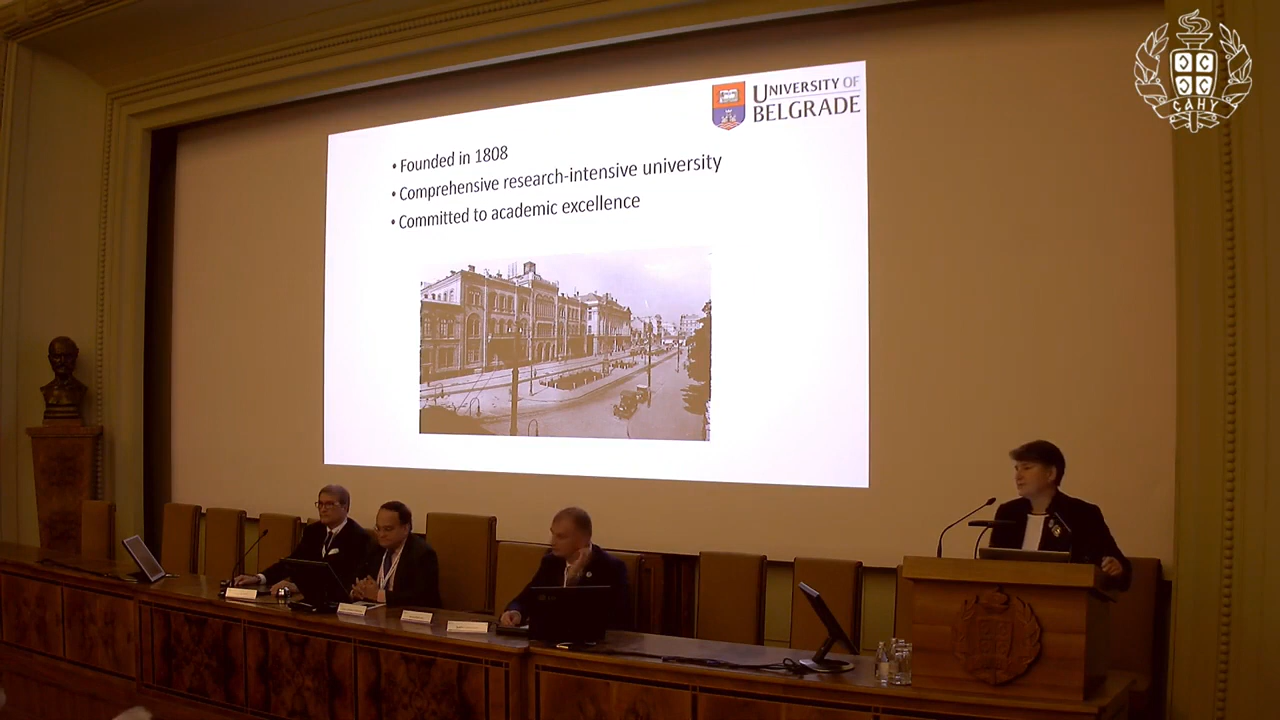 UNIVERSITY OF
BELGRADE
• Founded in 1808
• Comprehensive research-intensive university
• Committed to academic excellence
САНУ